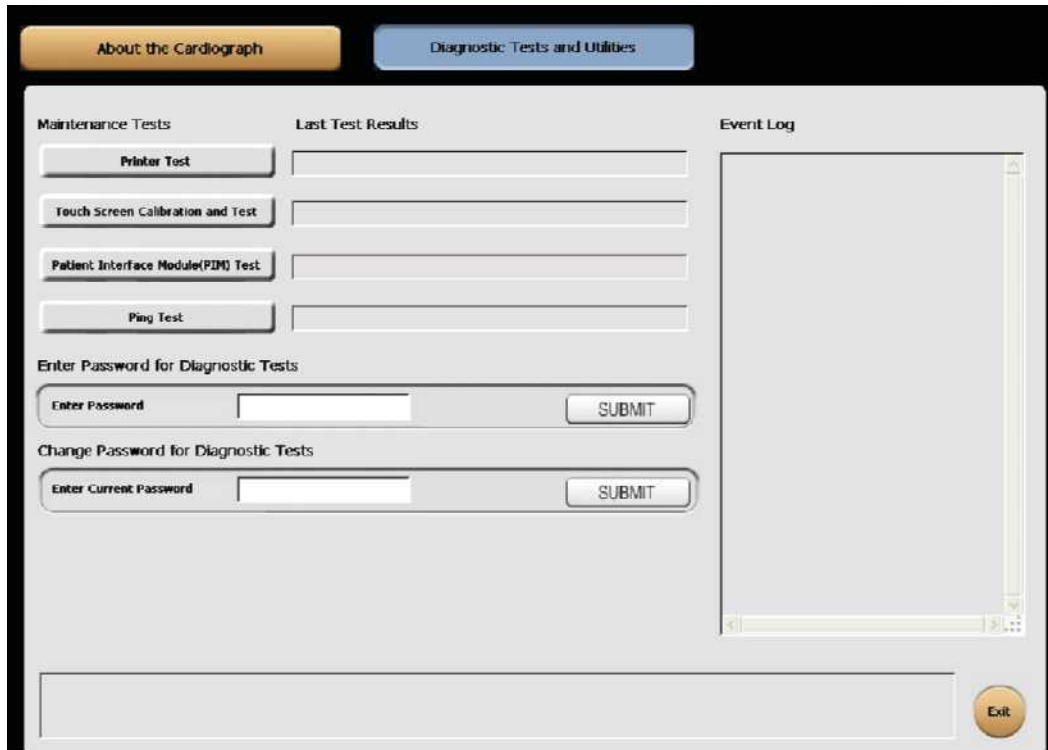 About the Cardiograph
Diagnostic Tests and Utilities
Maintenance Tests
Last Test Results
Event Log
Printer Test
Touch Screen Calibration and Test
Patient Interface Module(PIM) Test
Ping Test
Enter Password for Diagnostic Tests
Enter Password
SUBMIT
Change Password for Diagnostic Tests
Enter Current Password
SUBMIT
Exit